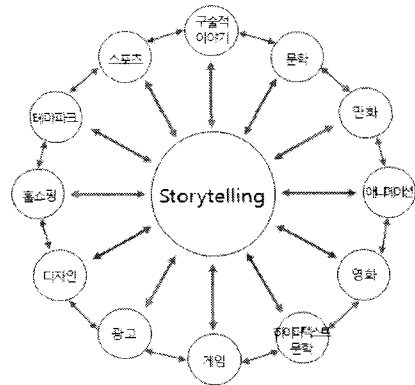 구술적
이야기
문학
만화
애니메이션
영화
하이퍼텍스트
문학
게임
광고
디자인
홈쇼핑
테마파크
스포츠
Storytelling